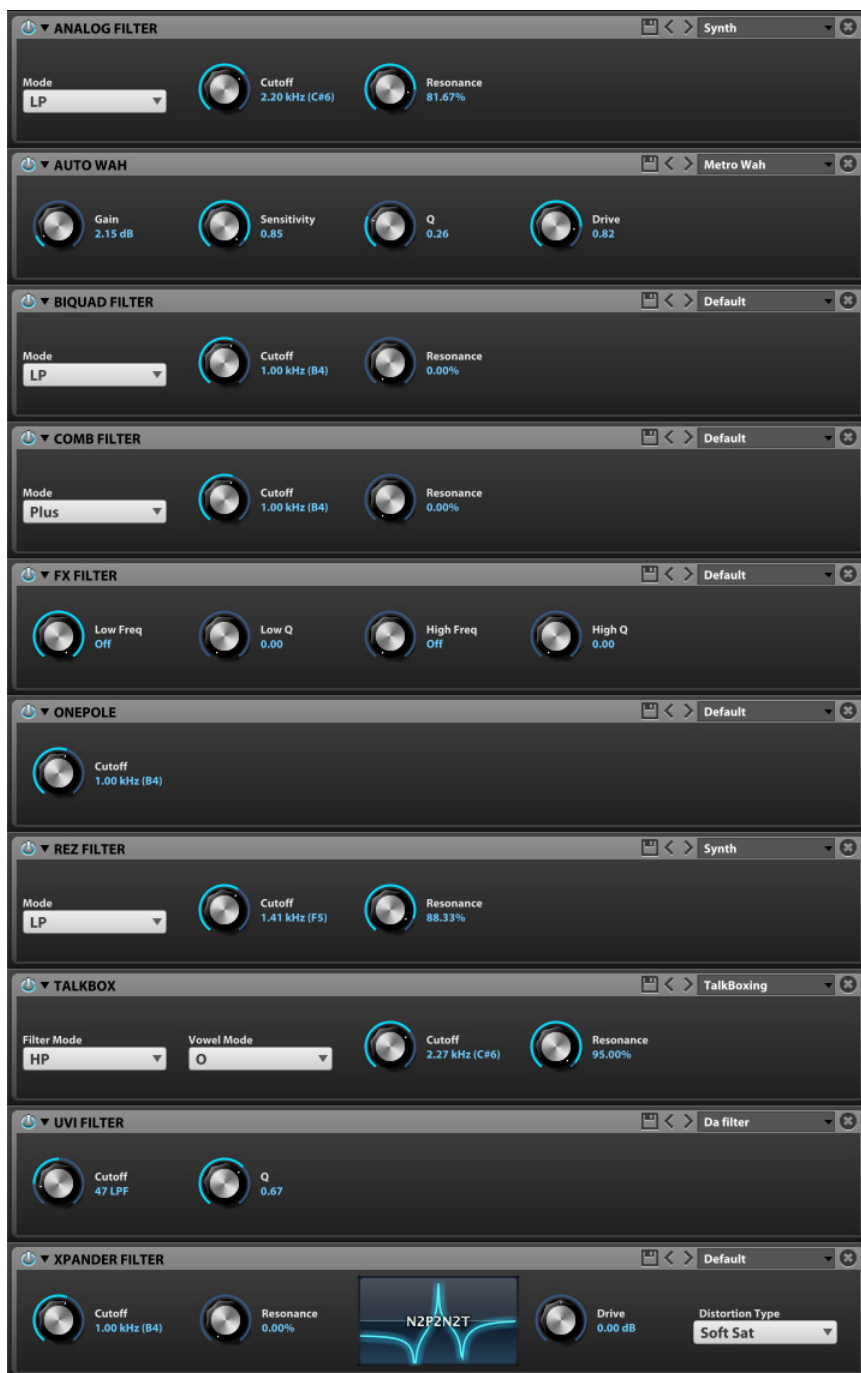 ANALOG FILTER Synth
Mode Cutoff Resonance
LP 2.20 kHz (C#6) 81.67%
AUTO WAH Metro Wah
Gain Sensitivity Q Drive
2.15 dB 0.85 0.26 0.82
BIQUAD FILTER Default
Mode Cutoff Resonance
LP 1.00 kHz (B4) 0.00%
COMB FILTER Default
Mode Cutoff Resonance
Plus 1.00 kHz (B4) 0.00%
FX FILTER Default
Low Freq Low Q High Freq High Q
Off 0.00 Off 0.00
ONEPOLE Default
Cutoff
1.00 kHz (B4)
REZ FILTER Synth
Mode Cutoff Resonance
LP 1.41 kHz (F5) 88.33%
TALKBOX TalkBoxing
Filter Mode Vowel Mode Cutoff Resonance
HP O 2.27 kHz (C#6) 95.00%
UVI FILTER Da filter
Cutoff Q
47 LPF 0.67
XPANDER FILTER Default
Cutoff Resonance N2P2N2T Drive Distortion Type
1.00 kHz (B4) 0.00% 0.00 dB Soft Sat